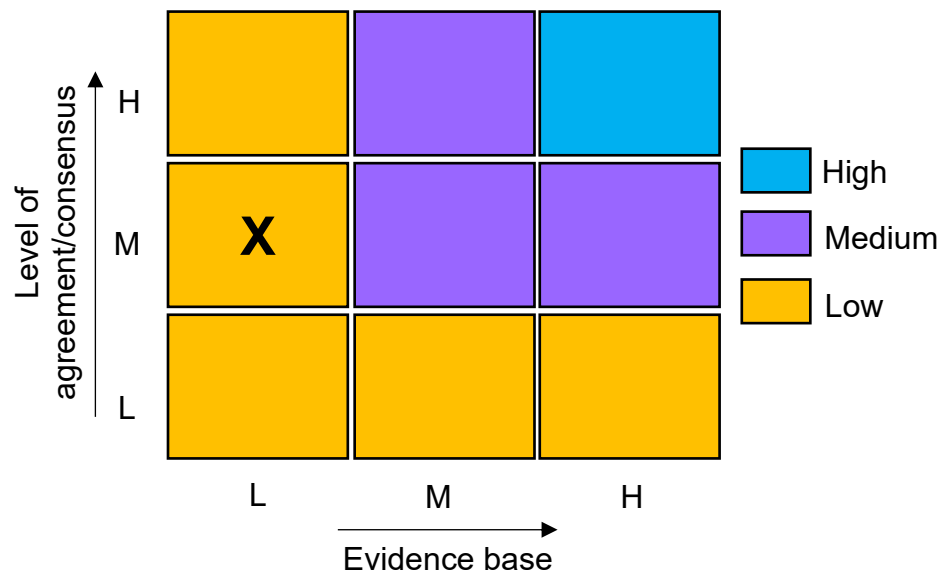 Level of
agreement/consensus
H
M
L
X
L
M
H
Evidence base
High
Medium
Low